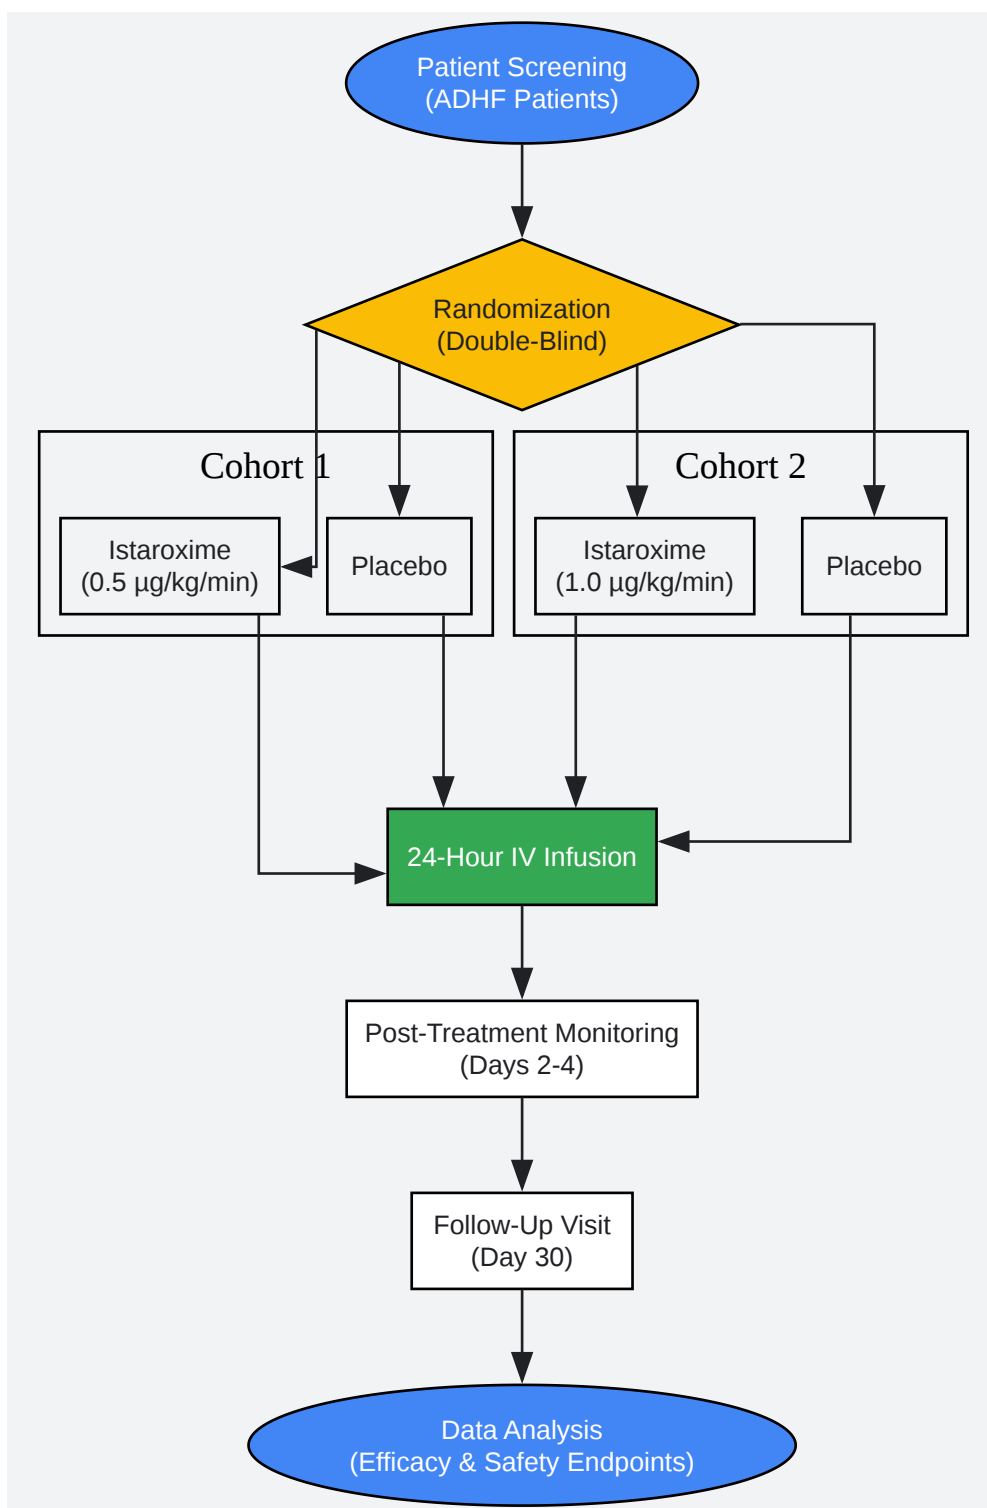 Patient Screening
(ADHF Patients)
Randomization
(Double-Blind)
Cohort 1
Istaroxime
(0.5 µg/kg/min)
Placebo
Cohort 2
Istaroxime
(1.0 µg/kg/min)
Placebo
24-Hour IV Infusion
Post-Treatment Monitoring
(Days 2-4)
Follow-Up Visit
(Day 30)
Data Analysis
(Efficacy & Safety Endpoints)